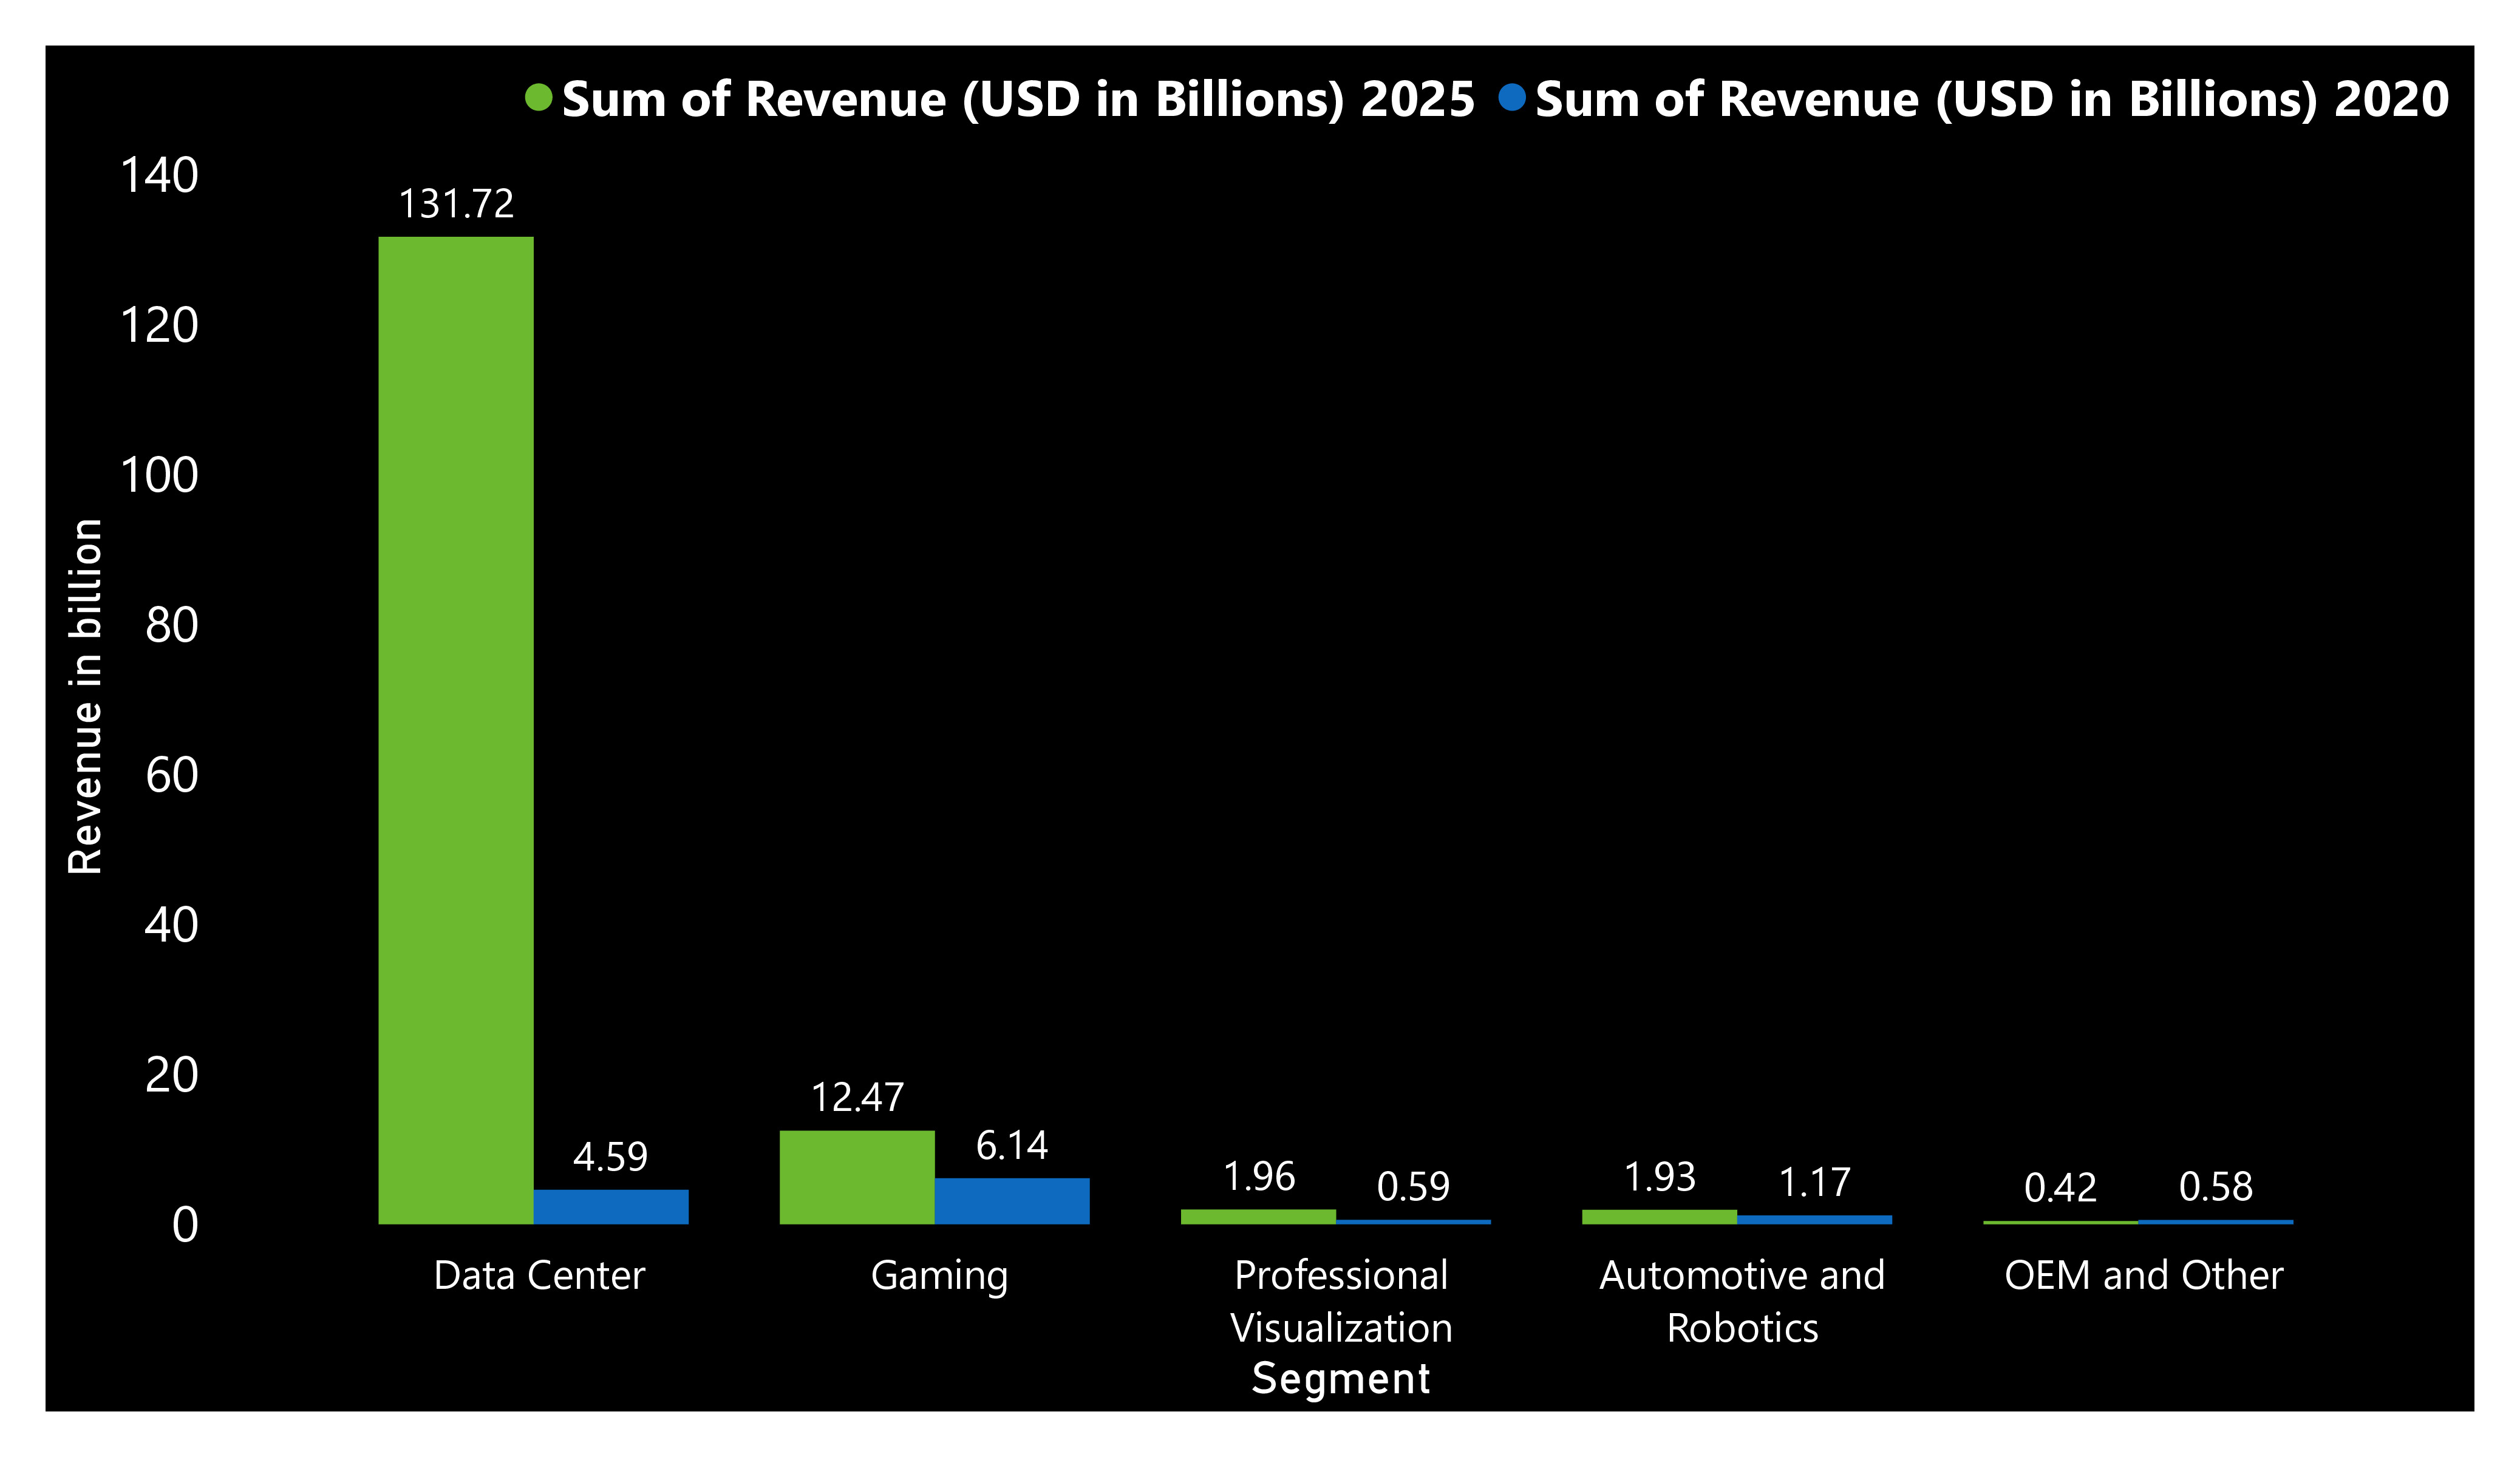 Sum of Revenue (USD in Billions) 2025 Sum of Revenue (USD in Billions) 2020
140
120
100
80
60
40
20
0
Revenue in billion
131.72
4.59
12.47
6.14
1.96
0.59
1.93
1.17
0.42
0.58
Data Center
Gaming
Professional
Visualization
Automotive and
Robotics
OEM and Other
Segment